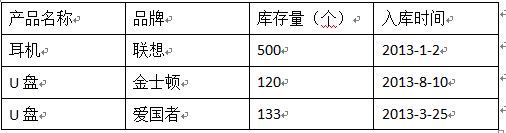 产品名称 品牌 库存量（个） 入库时间
耳机 联想 500 2013-1-2
U 盘 金士顿 120 2013-8-10
U 盘 爱国者 133 2013-3-25